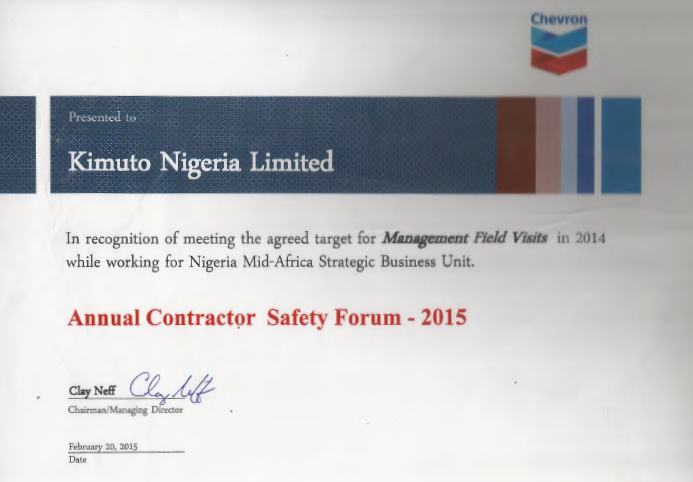 Chevron
Presented to
Kimuto Nigeria Limited
In recognition of meeting the agreed target for Management Field Visits in 2014
while working for Nigeria Mid-Africa Strategic Business Unit.
Annual Contractor Safety Forum - 2015
Clay Neff Clay Neff
Chairman/Managing Director
February 20, 2015
Date